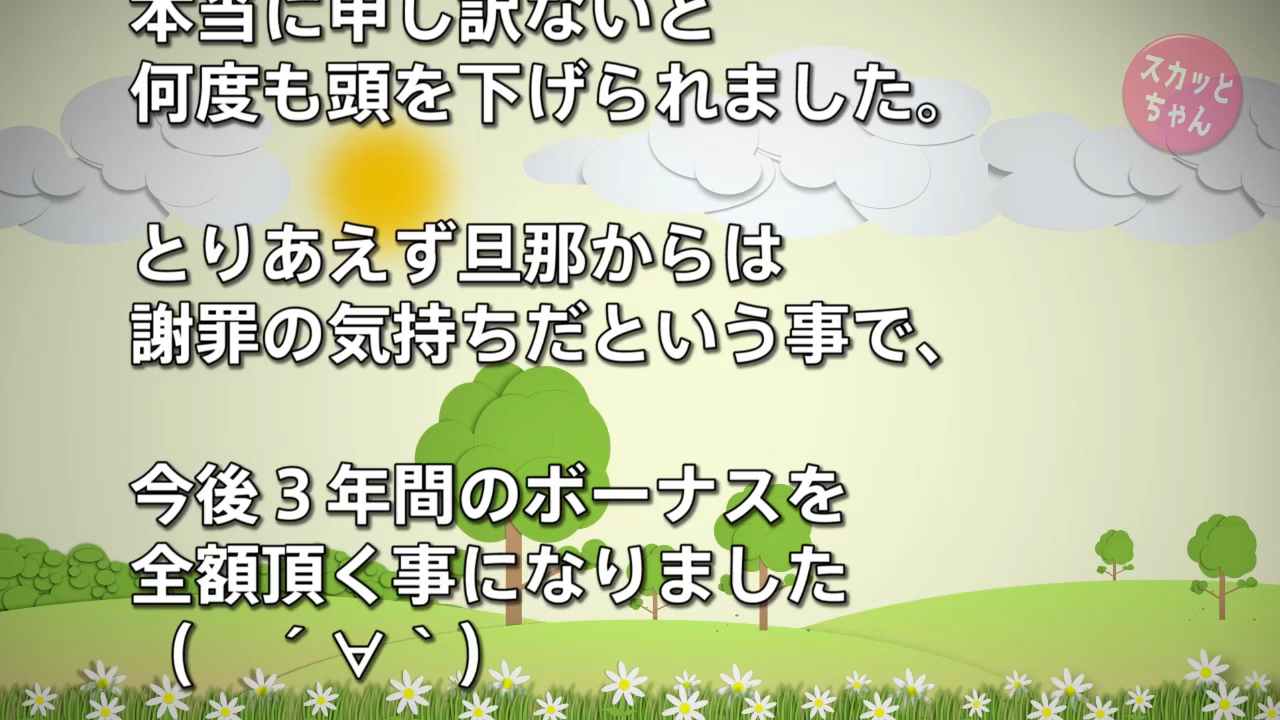 本当に申し訳ないと
何度も頭を下げられました。
スカッと
ちゃん
とりあえず旦那からは
謝罪の気持ちだという事で、
今後３年間のボーナスを
全額頂く事になりました
(　´∀｀)